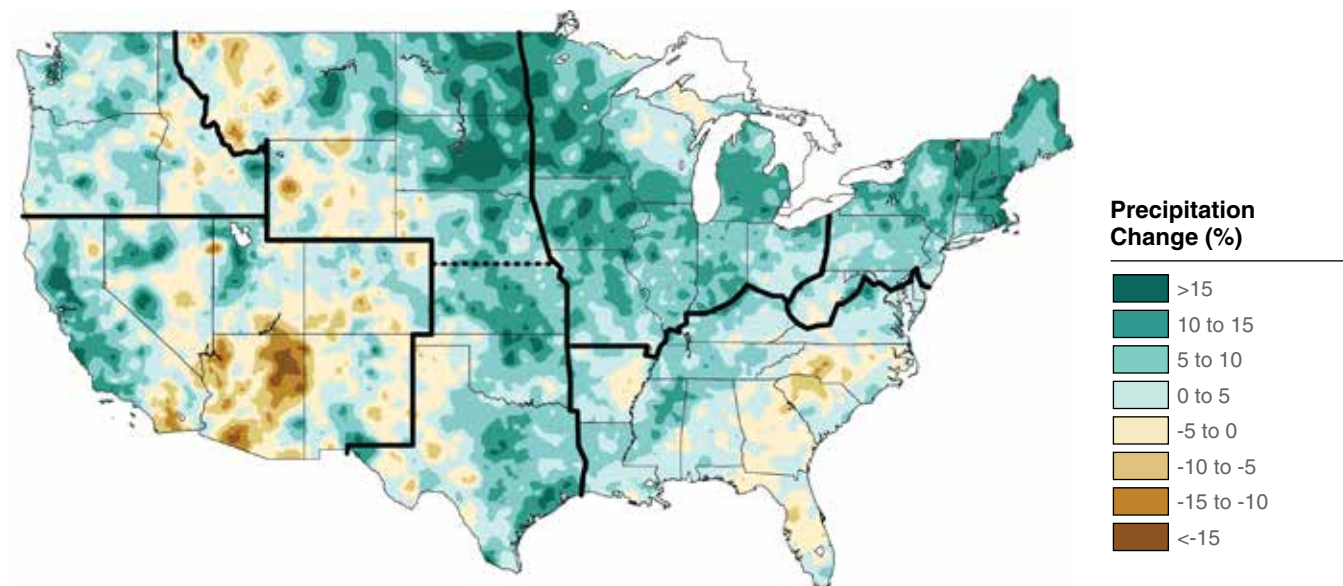 Precipitation
Change (%)
>15
10 to 15
5 to 10
0 to 5
-5 to 0
-10 to -5
-15 to -10
<-15